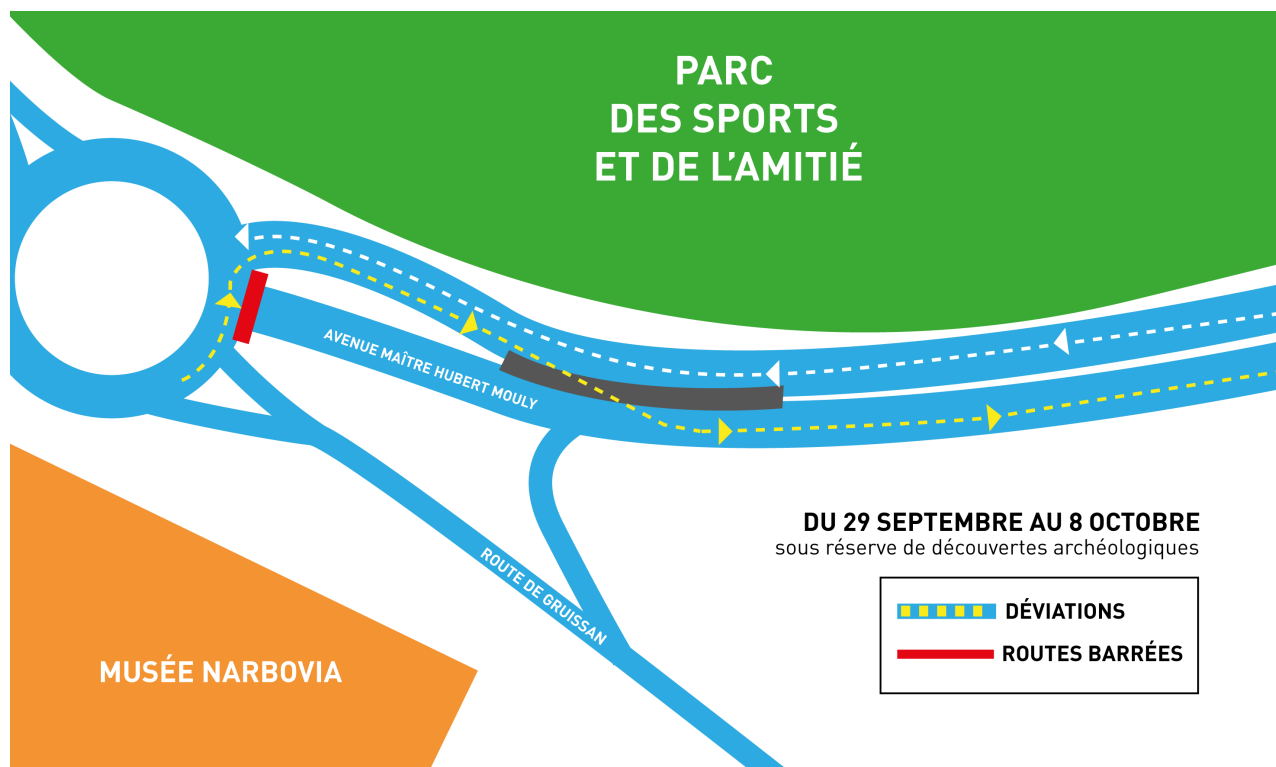 PARC
DES SPORTS
ET DE L'AMITIÉ
AVENUE MAÎTRE HUBERT MOULY
ROUTE DE GRUISSAN
MUSÉE NARBOVIA
DU 29 SEPTEMBRE AU 8 OCTOBRE
sous réserve de découvertes archéologiques
DÉVIATIONS
ROUTES BARRÉES